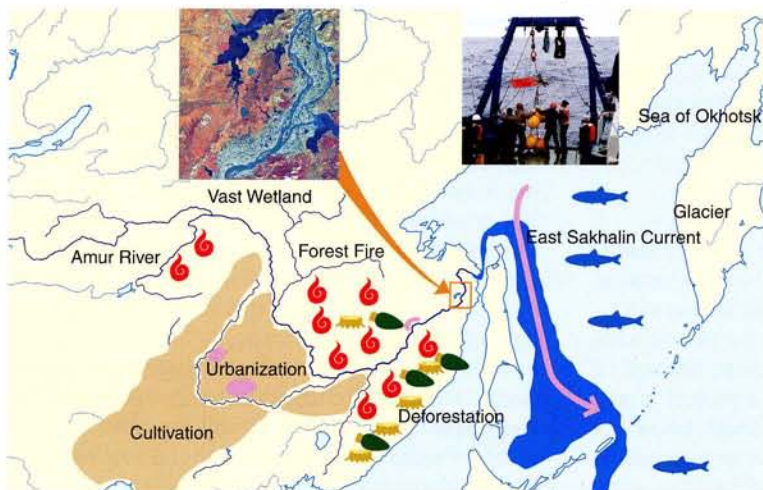 Sea of Okhotsk
Vast Wetland
Glacier
Amur River
Forest Fire
East Sakhalin Current
Urbanization
Deforestation
Cultivation